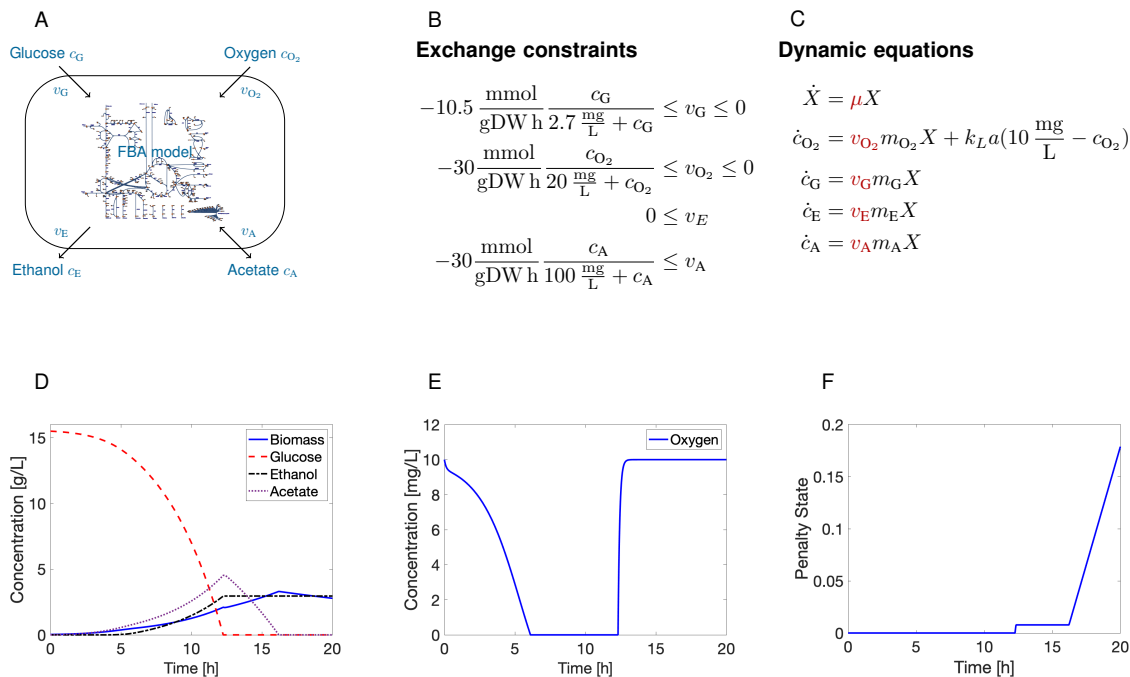 A
Glucose c_G
Oxygen c_O₂
v_G
v_O₂
FBA model
v_E
v_A
Ethanol c_E
Acetate c_A
B
Exchange constraints
−10.5 mmol/(gDW h) c_G/(2.7 mg/L + c_G) ≤ v_G ≤ 0
−30 mmol/(gDW h) c_O₂/(20 mg/L + c_O₂) ≤ v_O₂ ≤ 0
0 ≤ v_E
−30 mmol/(gDW h) c_A/(100 mg/L + c_A) ≤ v_A
C
Dynamic equations
Ẋ = μX
ċ_O₂ = v_O₂ m_O₂ X + k_L a(10 mg/L − c_O₂)
ċ_G = v_G m_G X
ċ_E = v_E m_E X
ċ_A = v_A m_A X
D
Concentration [g/L]
15
10
5
0
0 5 10 15 20
Time [h]
Biomass
Glucose
Ethanol
Acetate
E
Concentration [mg/L]
12
10
8
6
4
2
0
0 5 10 15 20
Time [h]
Oxygen
F
Penalty State
0.2
0.15
0.1
0.05
0
0 5 10 15 20
Time [h]